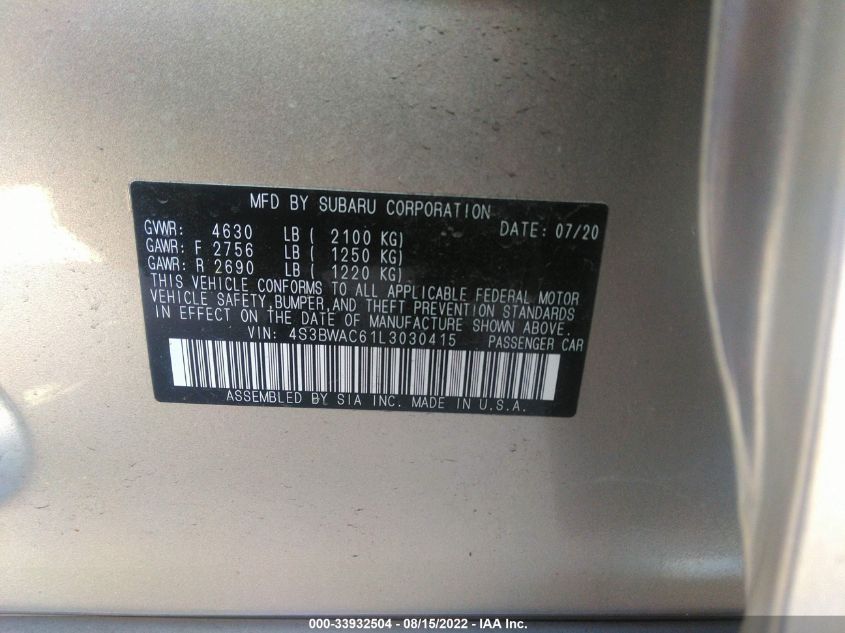 MFD BY SUBARU CORPORATION
GVWR: 4630 LB ( 2100 KG) DATE: 07/20
GAWR: F 2756 LB ( 1250 KG)
GAWR: R 2690 LB ( 1220 KG)
THIS VEHICLE CONFORMS TO ALL APPLICABLE FEDERAL MOTOR
VEHICLE SAFETY,BUMPER,AND THEFT PREVENTION STANDARDS
IN EFFECT ON THE DATE OF MANUFACTURE SHOWN ABOVE.
VIN: 4S3BWAC61L3030415 PASSENGER CAR
ASSEMBLED BY SIA INC. MADE IN U.S.A.
000-33932504 - 08/15/2022 - IAA Inc.